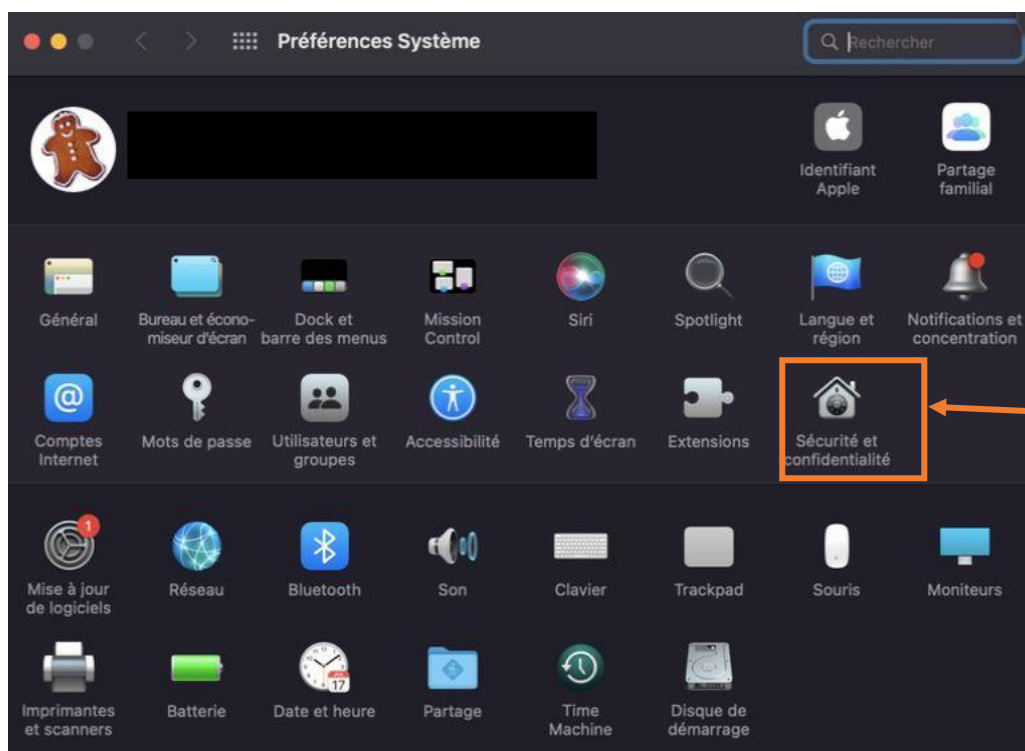 Préférences Système
Rechercher
Identifiant
Apple
Partage
familial
Général
Bureau et écono-
miseur d'écran
Dock et
barre des menus
Mission
Control
Siri
Spotlight
Langue et
région
Notifications et
concentration
Comptes
Internet
Mots de passe
Utilisateurs et
groupes
Accessibilité
Temps d'écran
Extensions
Sécurité et
confidentialité
1
Mise à jour
de logiciels
Réseau
Bluetooth
Son
Clavier
Trackpad
Souris
Moniteurs
Imprimantes
et scanners
Batterie
17
Date et heure
Partage
Time
Machine
Disque de
démarrage